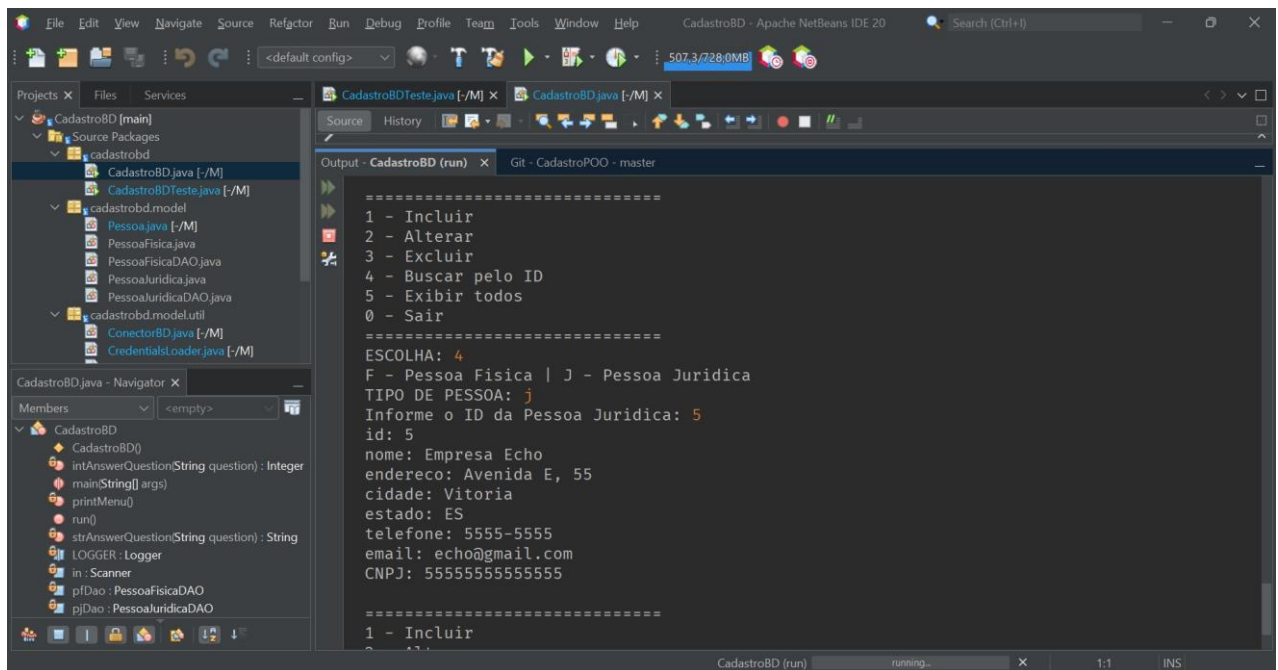 File Edit View Navigate Source Refactor Run Debug Profile Team Tools Window Help CadastroBD - Apache NetBeans IDE 20 Search (Ctrl+I)
<default config> 507,3/728,0MB
Projects Files Services
CadastroBD [main]
Source Packages
cadastrobd
CadastroBD.java [-/M]
CadastroBDTeste.java [-/M]
cadastrobd.model
Pessoa.java [-/M]
PessoaFisica.java
PessoaFisicaDAO.java
PessoaJuridica.java
PessoaJuridicaDAO.java
cadastrobd.model.util
ConectorBD.java [-/M]
CredentialsLoader.java [-/M]
CadastroBD.java - Navigator
Members <empty>
CadastroBD
CadastroBD()
intAnswerQuestion(String question) : Integer
main(String[] args)
printMenu()
run()
strAnswerQuestion(String question) : String
LOGGER : Logger
in : Scanner
pfDao : PessoaFisicaDAO
pjDao : PessoaJuridicaDAO
CadastroBDTeste.java [-/M] CadastroBD.java [-/M]
Source History
Output - CadastroBD (run) Git - CadastroPOO - master
==============================
1 - Incluir
2 - Alterar
3 - Excluir
4 - Buscar pelo ID
5 - Exibir todos
0 - Sair
==============================
ESCOLHA: 4
F - Pessoa Fisica | J - Pessoa Juridica
TIPO DE PESSOA: j
Informe o ID da Pessoa Juridica: 5
id: 5
nome: Empresa Echo
endereco: Avenida E, 55
cidade: Vitoria
estado: ES
telefone: 5555-5555
email: echo@gmail.com
CNPJ: 55555555555555
==============================
1 - Incluir
CadastroBD (run) running... 1:1 INS